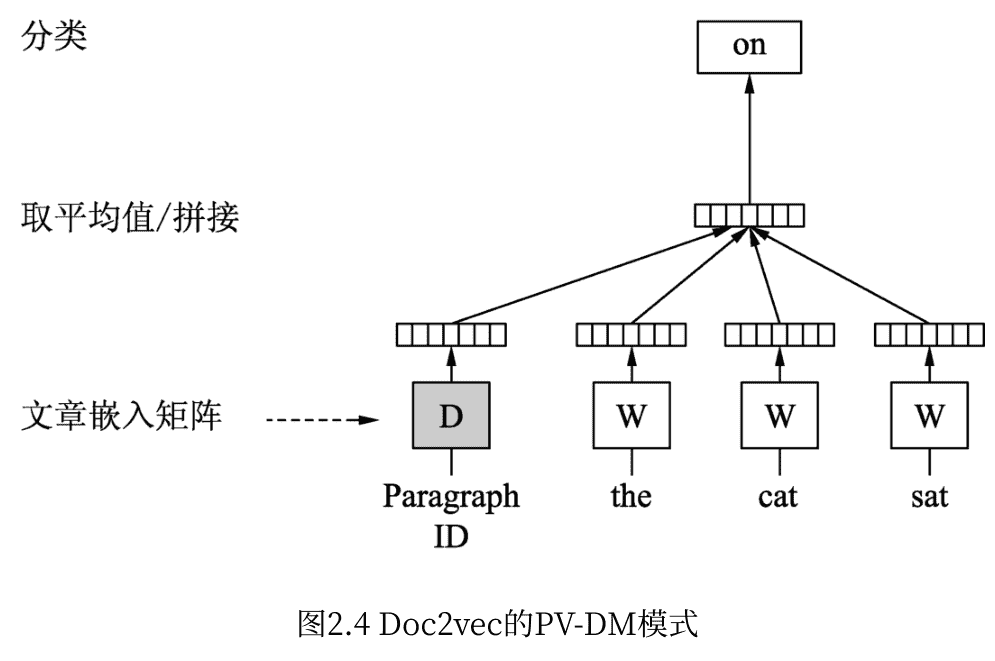 分类
on
取平均值/拼接
文章嵌入矩阵
D
W
W
W
Paragraph
ID
the
cat
sat
图2.4 Doc2vec的PV-DM模式